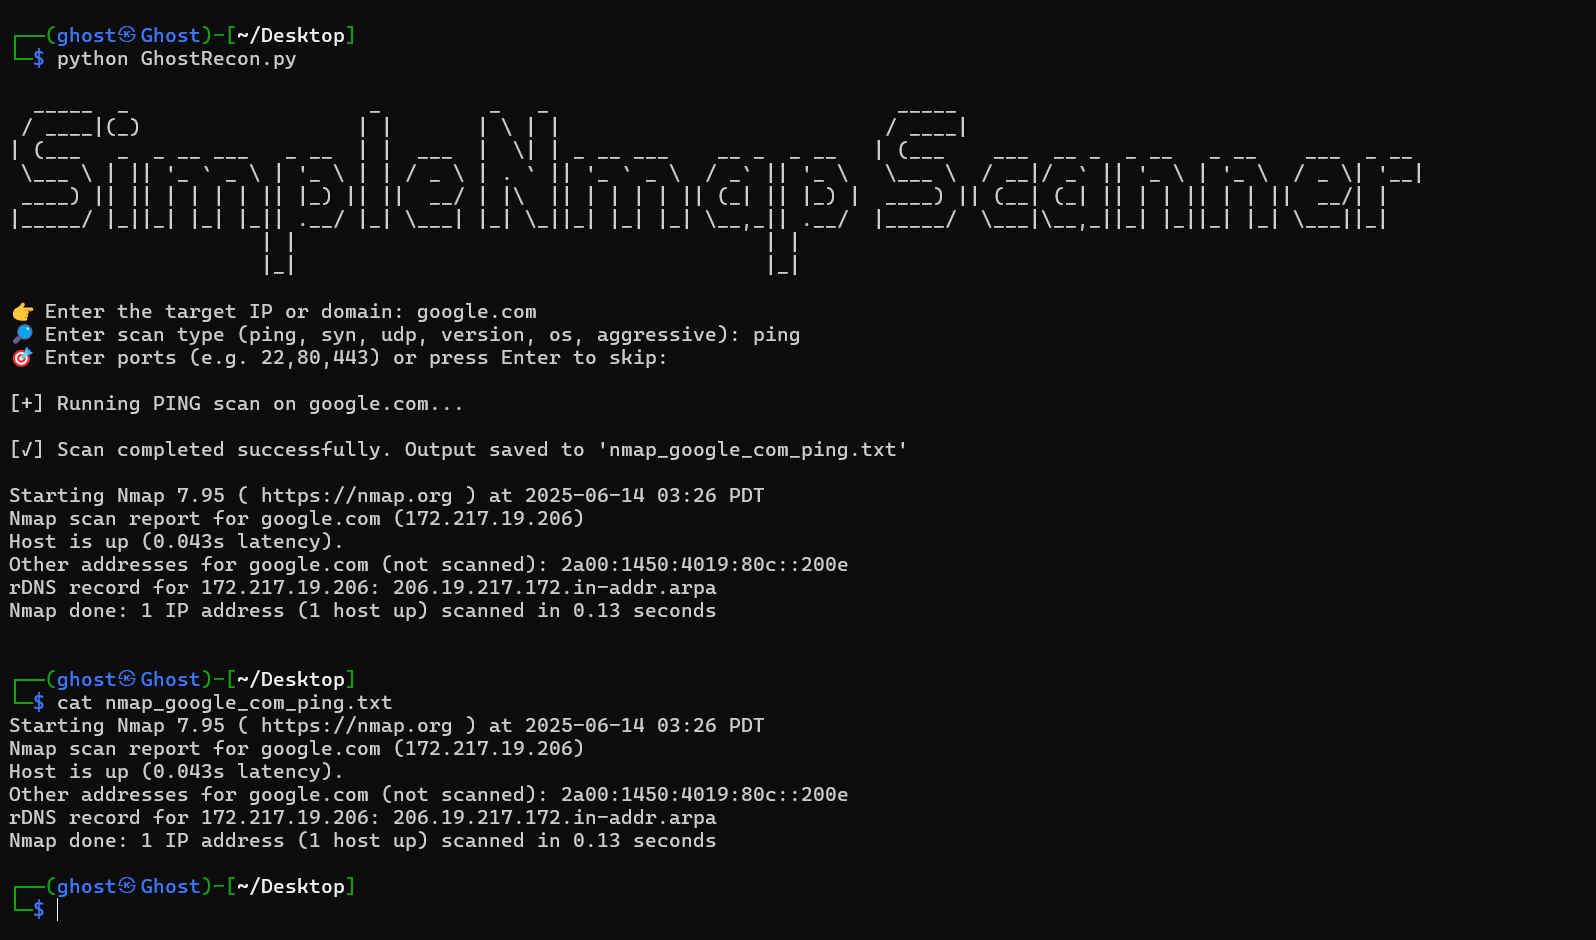 ┌──(ghost㉿Ghost)-[~/Desktop]
└─$ python GhostRecon.py
SimpleNmap Scanner
👉 Enter the target IP or domain: google.com
🔎 Enter scan type (ping, syn, udp, version, os, aggressive): ping
🎯 Enter ports (e.g. 22,80,443) or press Enter to skip:
[+] Running PING scan on google.com...
[✓] Scan completed successfully. Output saved to 'nmap_google_com_ping.txt'
Starting Nmap 7.95 ( https://nmap.org ) at 2025-06-14 03:26 PDT
Nmap scan report for google.com (172.217.19.206)
Host is up (0.043s latency).
Other addresses for google.com (not scanned): 2a00:1450:4019:80c::200e
rDNS record for 172.217.19.206: 206.19.217.172.in-addr.arpa
Nmap done: 1 IP address (1 host up) scanned in 0.13 seconds
┌──(ghost㉿Ghost)-[~/Desktop]
└─$ cat nmap_google_com_ping.txt
Starting Nmap 7.95 ( https://nmap.org ) at 2025-06-14 03:26 PDT
Nmap scan report for google.com (172.217.19.206)
Host is up (0.043s latency).
Other addresses for google.com (not scanned): 2a00:1450:4019:80c::200e
rDNS record for 172.217.19.206: 206.19.217.172.in-addr.arpa
Nmap done: 1 IP address (1 host up) scanned in 0.13 seconds
┌──(ghost㉿Ghost)-[~/Desktop]
└─$